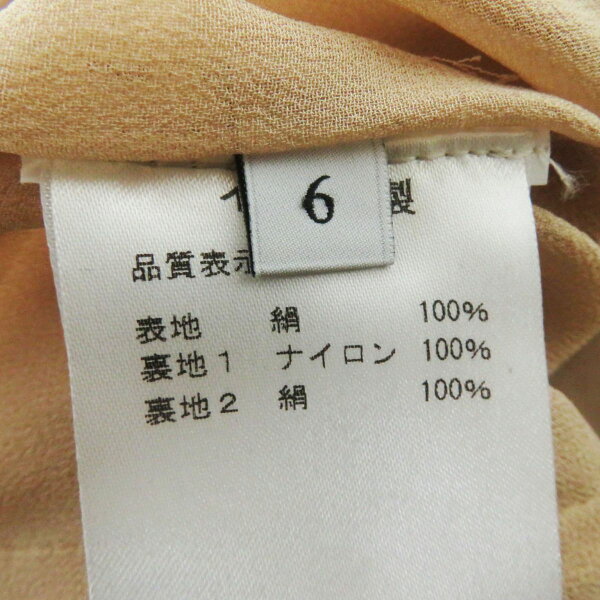 6
製
品質表示
表地 絹 100%
裏地1 ナイロン 100%
裏地2 絹 100%